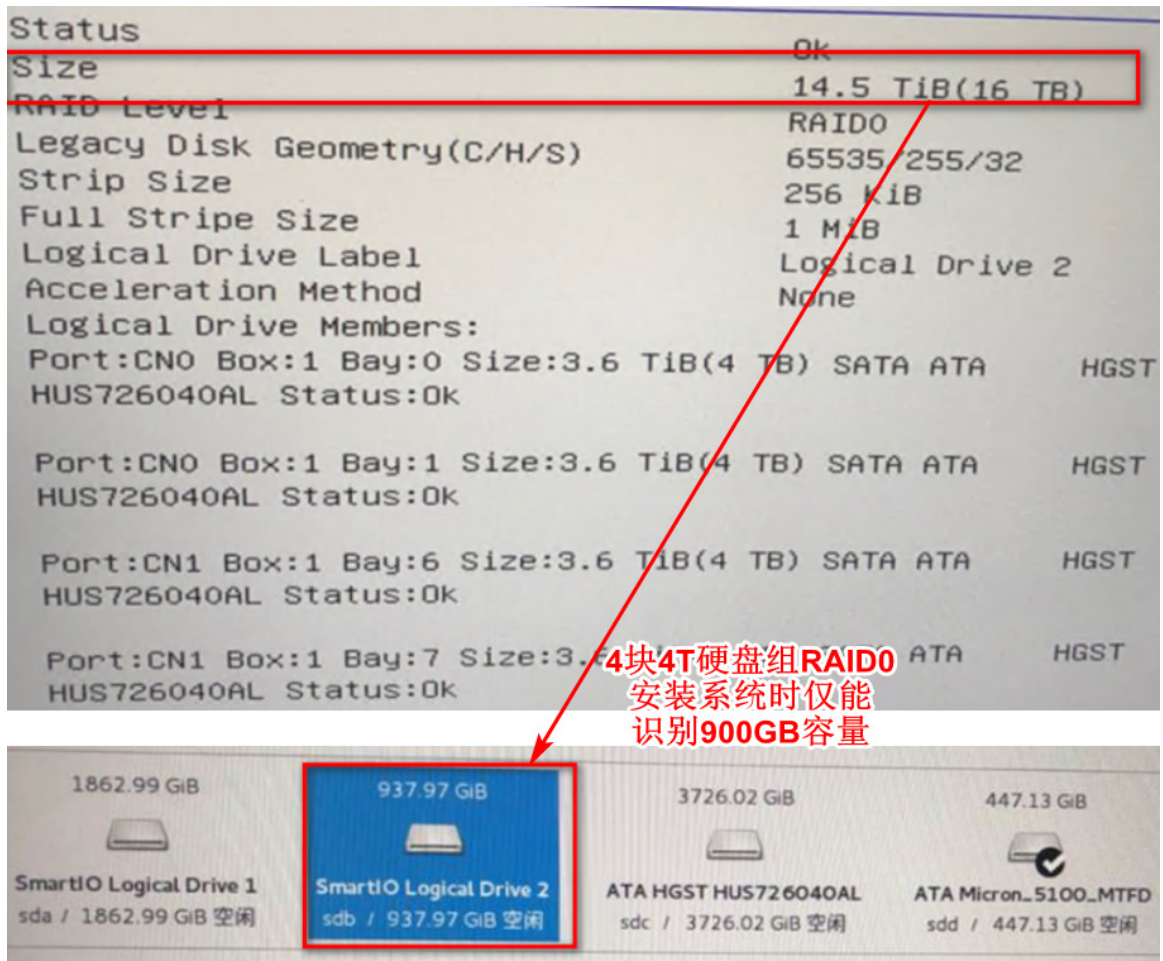 Status Ok
Size 14.5 TiB(16 TB)
RAID Level RAID0
Legacy Disk Geometry(C/H/S) 65535/255/32
Strip Size 256 KiB
Full Stripe Size 1 MiB
Logical Drive Label Logical Drive 2
Acceleration Method None
Logical Drive Members:
Port:CN0 Box:1 Bay:0 Size:3.6 TiB(4 TB) SATA ATA HGST
HUS726040AL Status:Ok
Port:CN0 Box:1 Bay:1 Size:3.6 TiB(4 TB) SATA ATA HGST
HUS726040AL Status:Ok
Port:CN1 Box:1 Bay:6 Size:3.6 TiB(4 TB) SATA ATA HGST
HUS726040AL Status:Ok
Port:CN1 Box:1 Bay:7 Size:3. ATA HGST
HUS726040AL Status:Ok
4块4T硬盘组RAID0
安装系统时仅能
识别900GB容量
1862.99 GiB 937.97 GiB 3726.02 GiB 447.13 GiB
SmartIO Logical Drive 1 SmartIO Logical Drive 2 ATA HGST HUS726040AL ATA Micron_5100_MTFD
sda / 1862.99 GiB 空闲 sdb / 937.97 GiB 空闲 sdc / 3726.02 GiB 空闲 sdd / 447.13 GiB 空闲